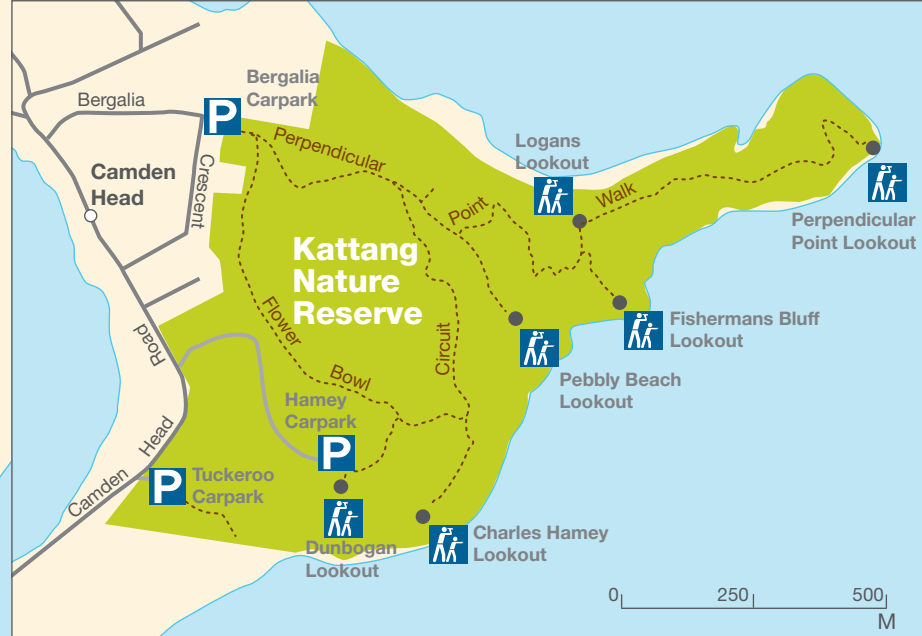 Bergalia
Carpark
P
Bergalia
Perpendicular
Logans
Lookout
Camden
Head
Crescent
Point
Walk
Perpendicular
Point Lookout
Kattang
Nature
Reserve
Flower
Circuit
Fishermans Bluff
Lookout
Road
Bowl
Pebbly Beach
Lookout
Hamey
Carpark
P
Head
Camden
P
Tuckeroo
Carpark
Charles Hamey
Lookout
Dunbogan
Lookout
0 250 500
M